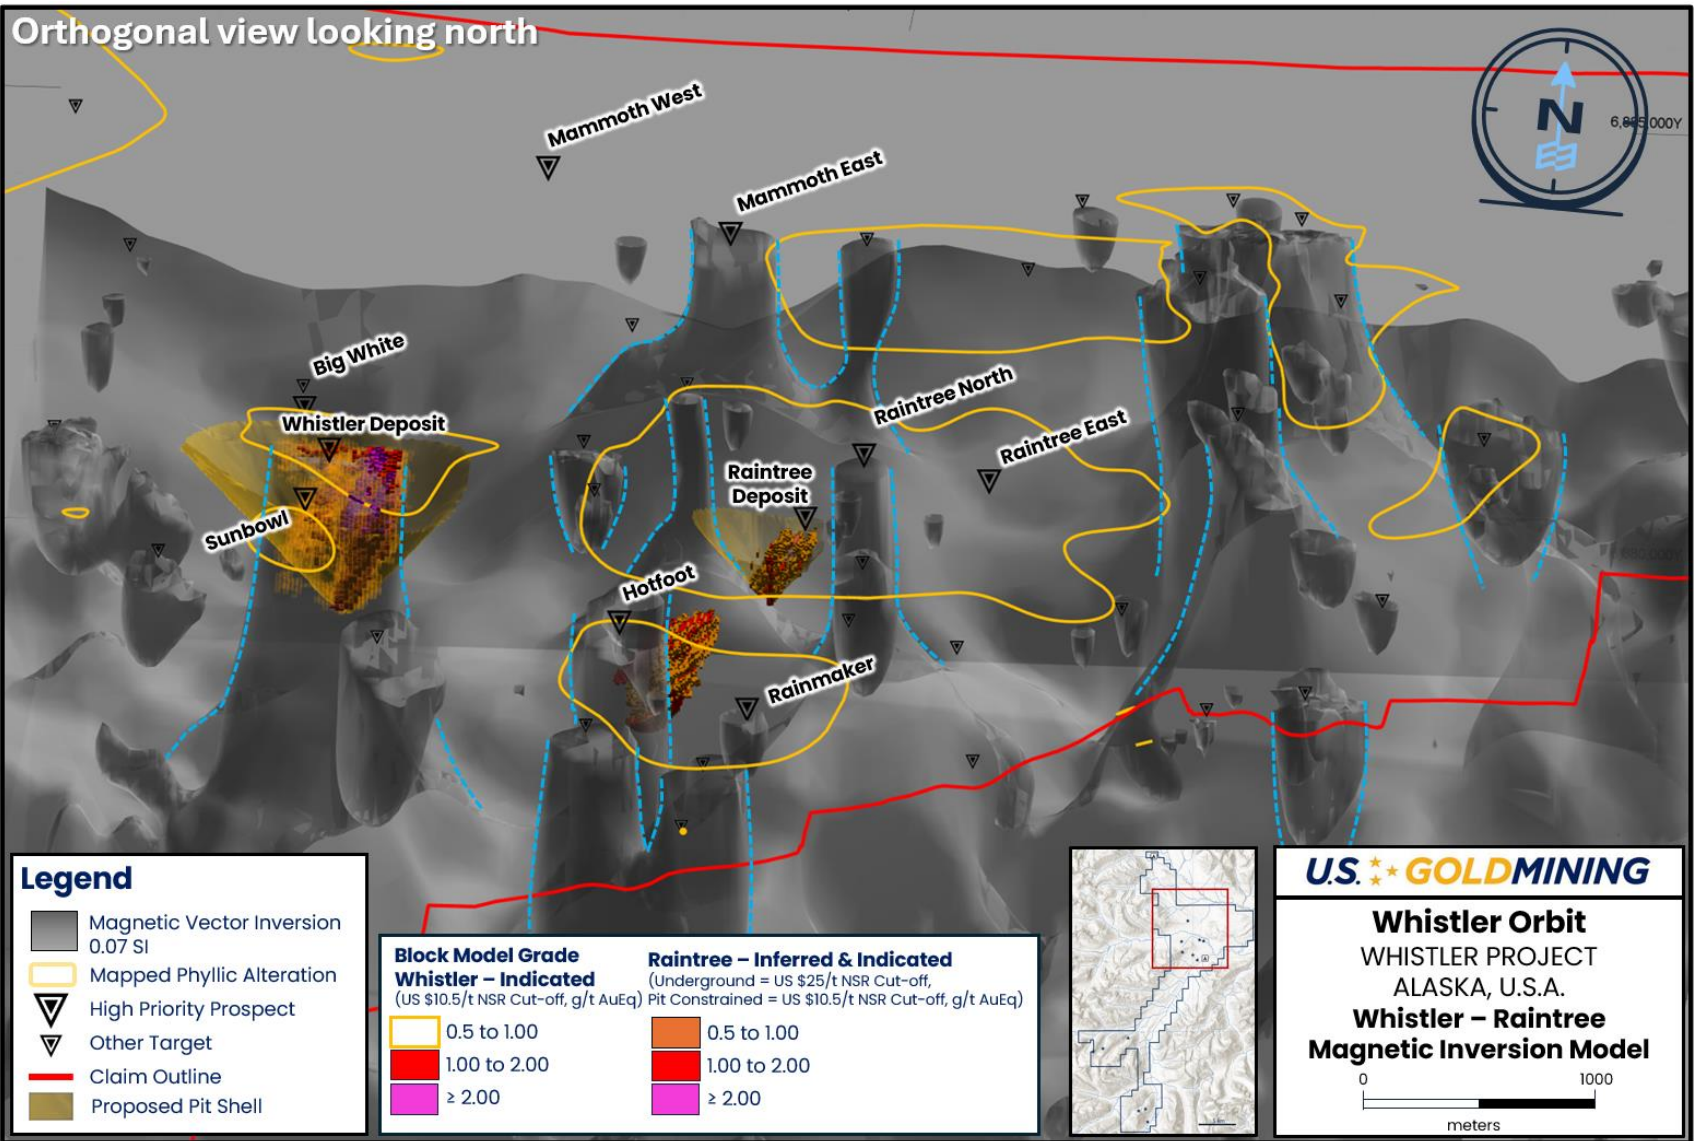 Orthogonal view looking north
Mammoth West
N
Mammoth East
Big White
Whistler Deposit
Raintree North
Raintree East
Raintree
Deposit
Sunbowl
Hotfoot
Rainmaker
Legend
Magnetic Vector Inversion
0.07 SI
Mapped Phyllic Alteration
High Priority Prospect
Other Target
Claim Outline
Proposed Pit Shell
Block Model Grade
Whistler – Indicated
(US $10.5/t NSR Cut-off, g/t AuEq)
0.5 to 1.00
1.00 to 2.00
≥ 2.00
Raintree – Inferred & Indicated
(Underground = US $25/t NSR Cut-off,
Pit Constrained = US $10.5/t NSR Cut-off, g/t AuEq)
0.5 to 1.00
1.00 to 2.00
≥ 2.00
U.S. GOLDMINING
Whistler Orbit
WHISTLER PROJECT
ALASKA, U.S.A.
Whistler – Raintree
Magnetic Inversion Model
0 1000
meters